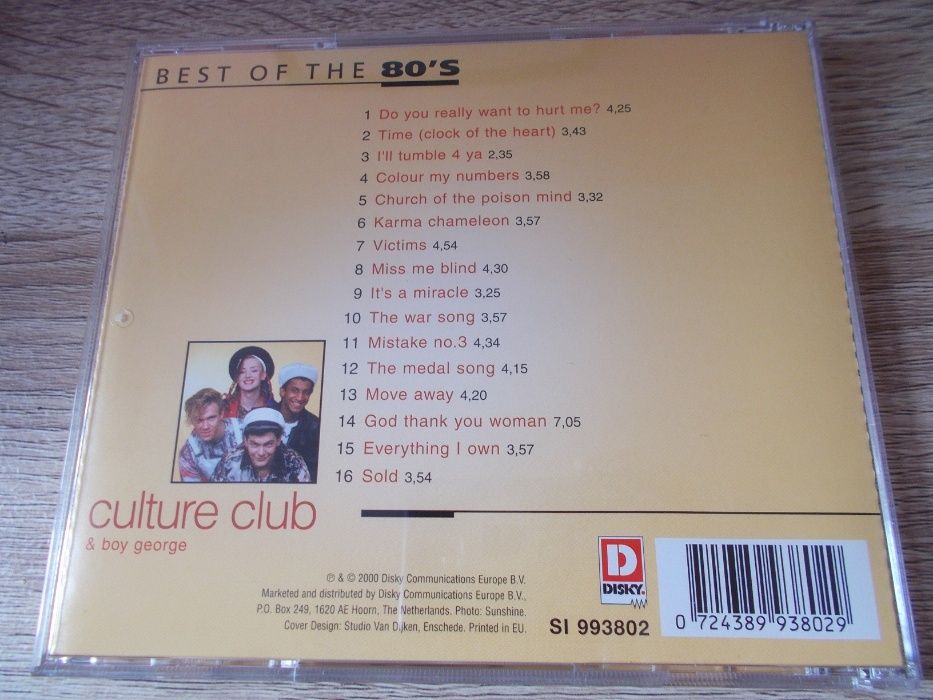 BEST OF THE 80'S
1 Do you really want to hurt me? 4,25
2 Time (clock of the heart) 3,43
3 I'll tumble 4 ya 2,35
4 Colour my numbers 3,58
5 Church of the poison mind 3,32
6 Karma chameleon 3,57
7 Victims 4,54
8 Miss me blind 4,30
9 It's a miracle 3,25
10 The war song 3,57
11 Mistake no.3 4,34
12 The medal song 4,15
13 Move away 4,20
14 God thank you woman 7,05
15 Everything I own 3,57
16 Sold 3,54
culture club
& boy george
℗ & © 2000 Disky Communications Europe B.V.
Marketed and distributed by Disky Communications Europe B.V.,
P.O. Box 249, 1620 AE Hoorn, The Netherlands. Photo: Sunshine.
Cover Design: Studio Van Dijken, Enschede. Printed in EU.
D
DISKY.
SI 993802
0 724389 938029